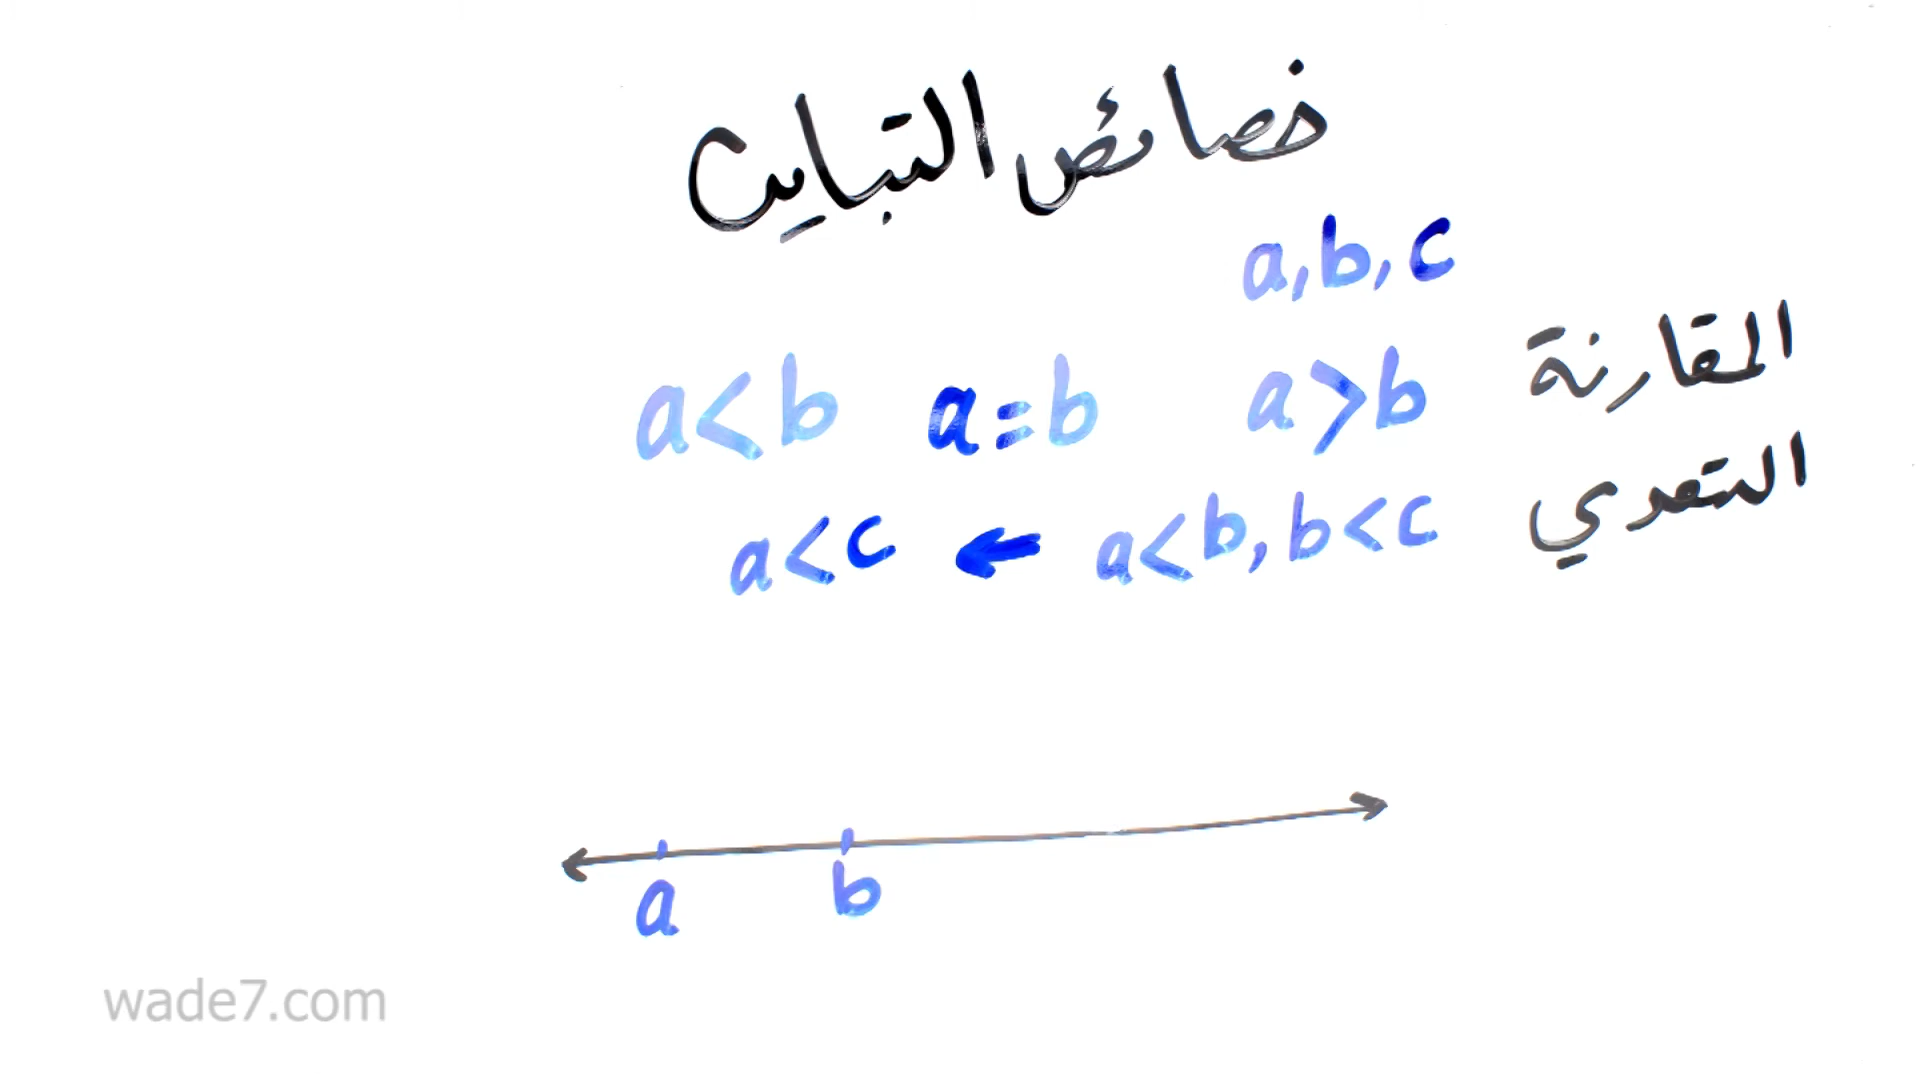 خصائص التباين
a, b, c
المقارنة a>b a=b a<b
التعدي a<b, b<c ← a<c
a b
wade7.com